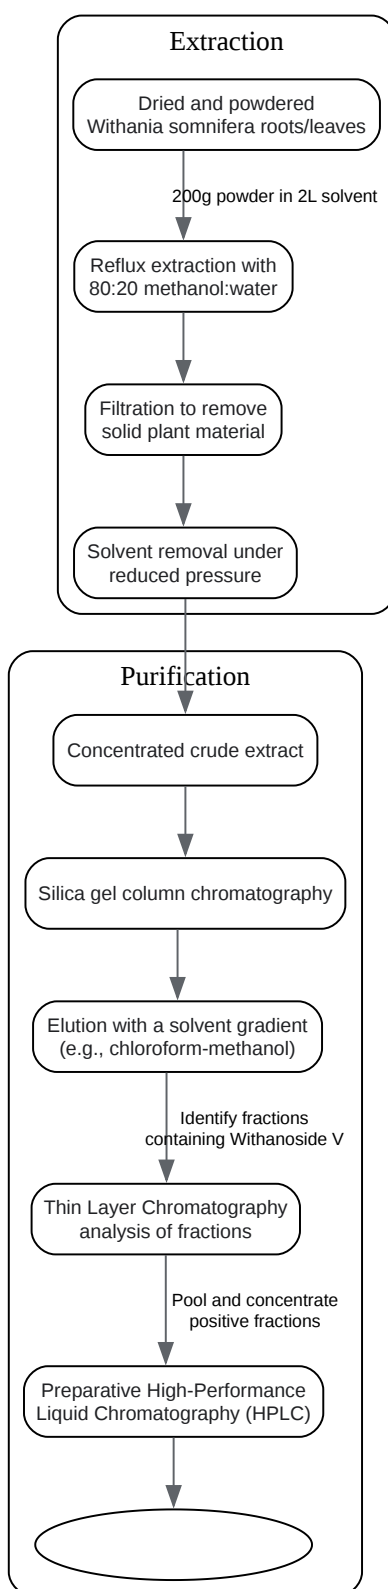 Extraction
Dried and powdered
Withania somnifera roots/leaves
200g powder in 2L solvent
Reflux extraction with
80:20 methanol:water
Filtration to remove
solid plant material
Solvent removal under
reduced pressure
Purification
Concentrated crude extract
Silica gel column chromatography
Elution with a solvent gradient
(e.g., chloroform-methanol)
Identify fractions
containing Withanoside V
Thin Layer Chromatography
analysis of fractions
Pool and concentrate
positive fractions
Preparative High-Performance
Liquid Chromatography (HPLC)